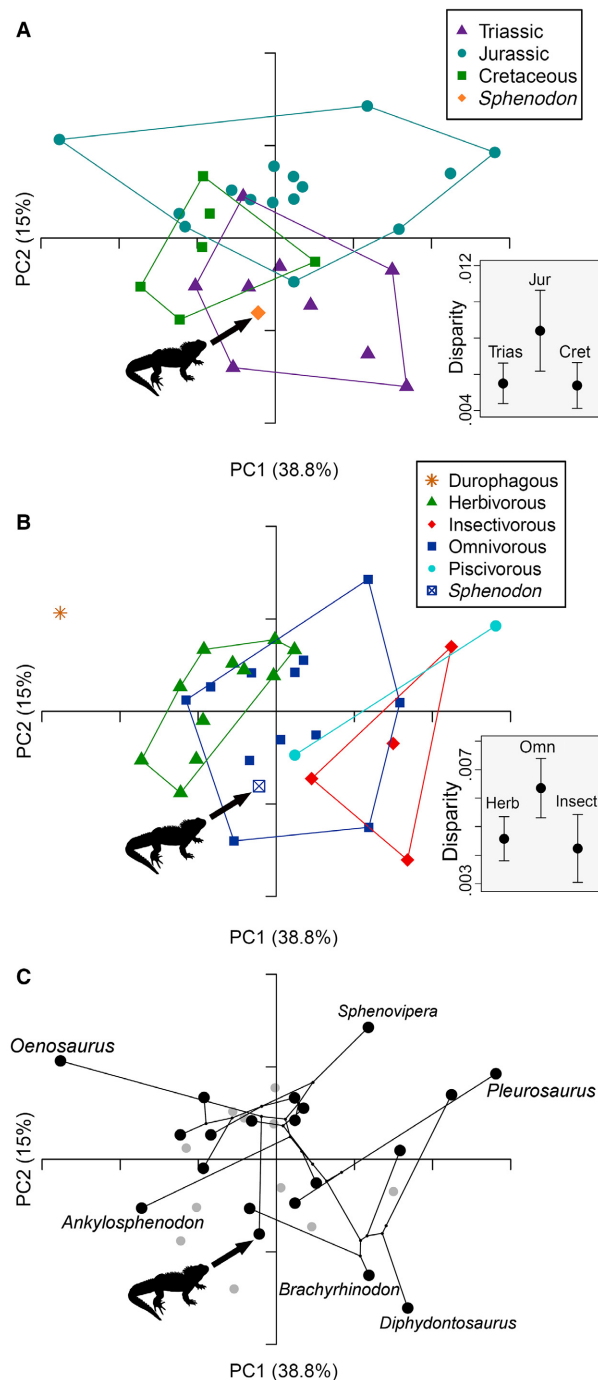 A
Triassic
Jurassic
Cretaceous
Sphenodon
PC2 (15%)
PC1 (38.8%)
Disparity
.012
.004
Jur
Trias
Cret
B
Durophagous
Herbivorous
Insectivorous
Omnivorous
Piscivorous
Sphenodon
PC2 (15%)
PC1 (38.8%)
Disparity
.007
.003
Omn
Herb
Insect
C
Sphenovipera
Oenosaurus
Pleurosaurus
PC2 (15%)
Ankylosphenodon
Brachyrhinodon
Diphydontosaurus
PC1 (38.8%)